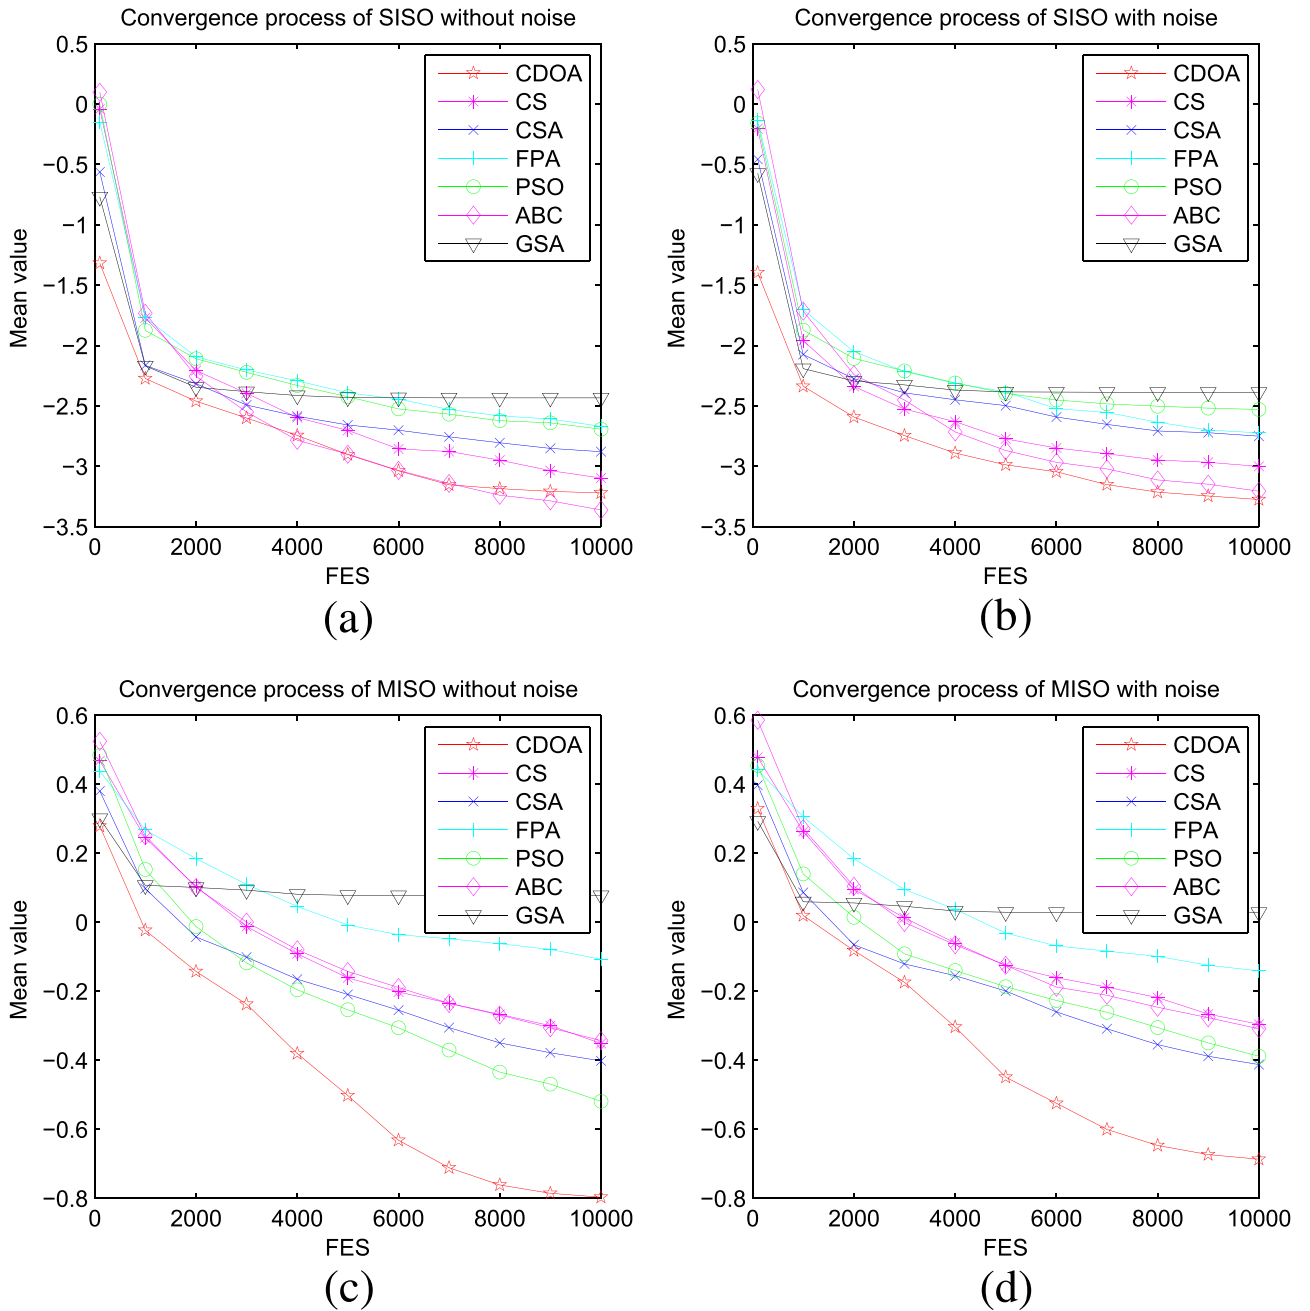 Convergence process of SISO without noise
0.5
0
−0.5
−1
−1.5
−2
−2.5
−3
−3.5
Mean value
CDOA
CS
CSA
FPA
PSO
ABC
GSA
0 2000 4000 6000 8000 10000
FES
(a)
Convergence process of SISO with noise
0.5
0
−0.5
−1
−1.5
−2
−2.5
−3
−3.5
Mean value
CDOA
CS
CSA
FPA
PSO
ABC
GSA
0 2000 4000 6000 8000 10000
FES
(b)
Convergence process of MISO without noise
0.6
0.4
0.2
0
−0.2
−0.4
−0.6
−0.8
Mean value
CDOA
CS
CSA
FPA
PSO
ABC
GSA
0 2000 4000 6000 8000 10000
FES
(c)
Convergence process of MISO with noise
0.6
0.4
0.2
0
−0.2
−0.4
−0.6
−0.8
Mean value
CDOA
CS
CSA
FPA
PSO
ABC
GSA
0 2000 4000 6000 8000 10000
FES
(d)